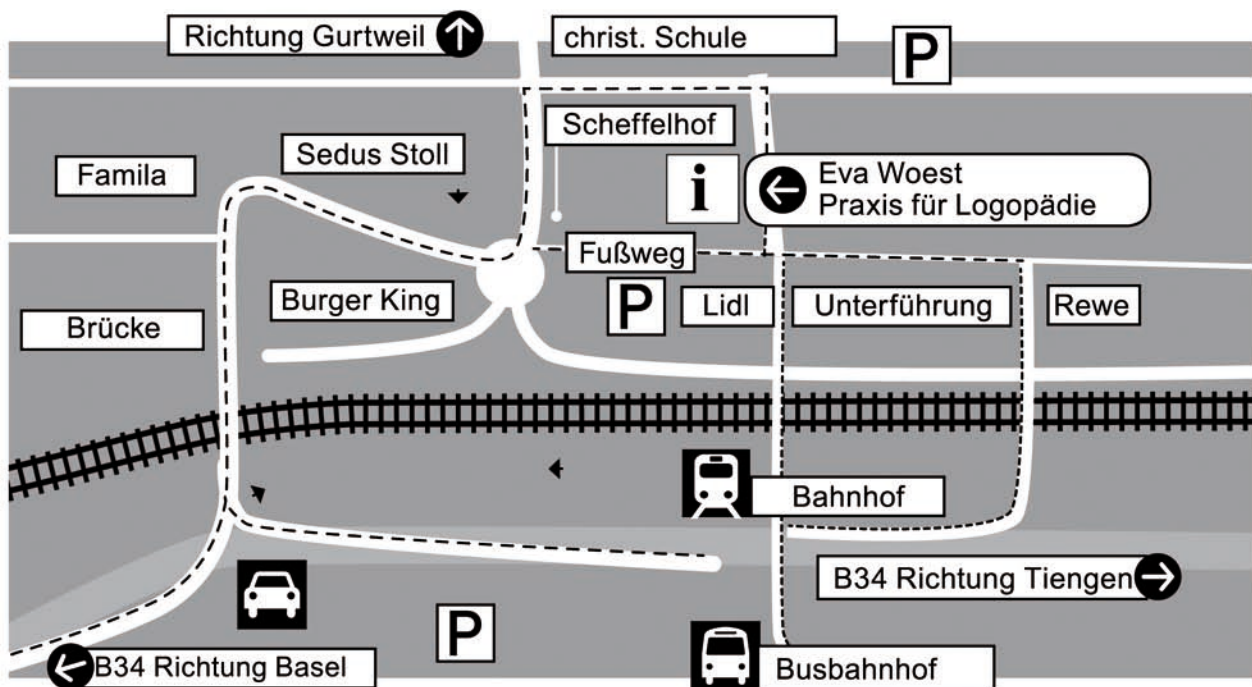 Richtung Gurtweil
christ. Schule
P
Scheffelhof
Sedus Stoll
Famila
i
Eva Woest
Praxis für Logopädie
Fußweg
Burger King
P
Lidl
Unterführung
Rewe
Brücke
Bahnhof
B34 Richtung Tiengen
P
B34 Richtung Basel
Busbahnhof